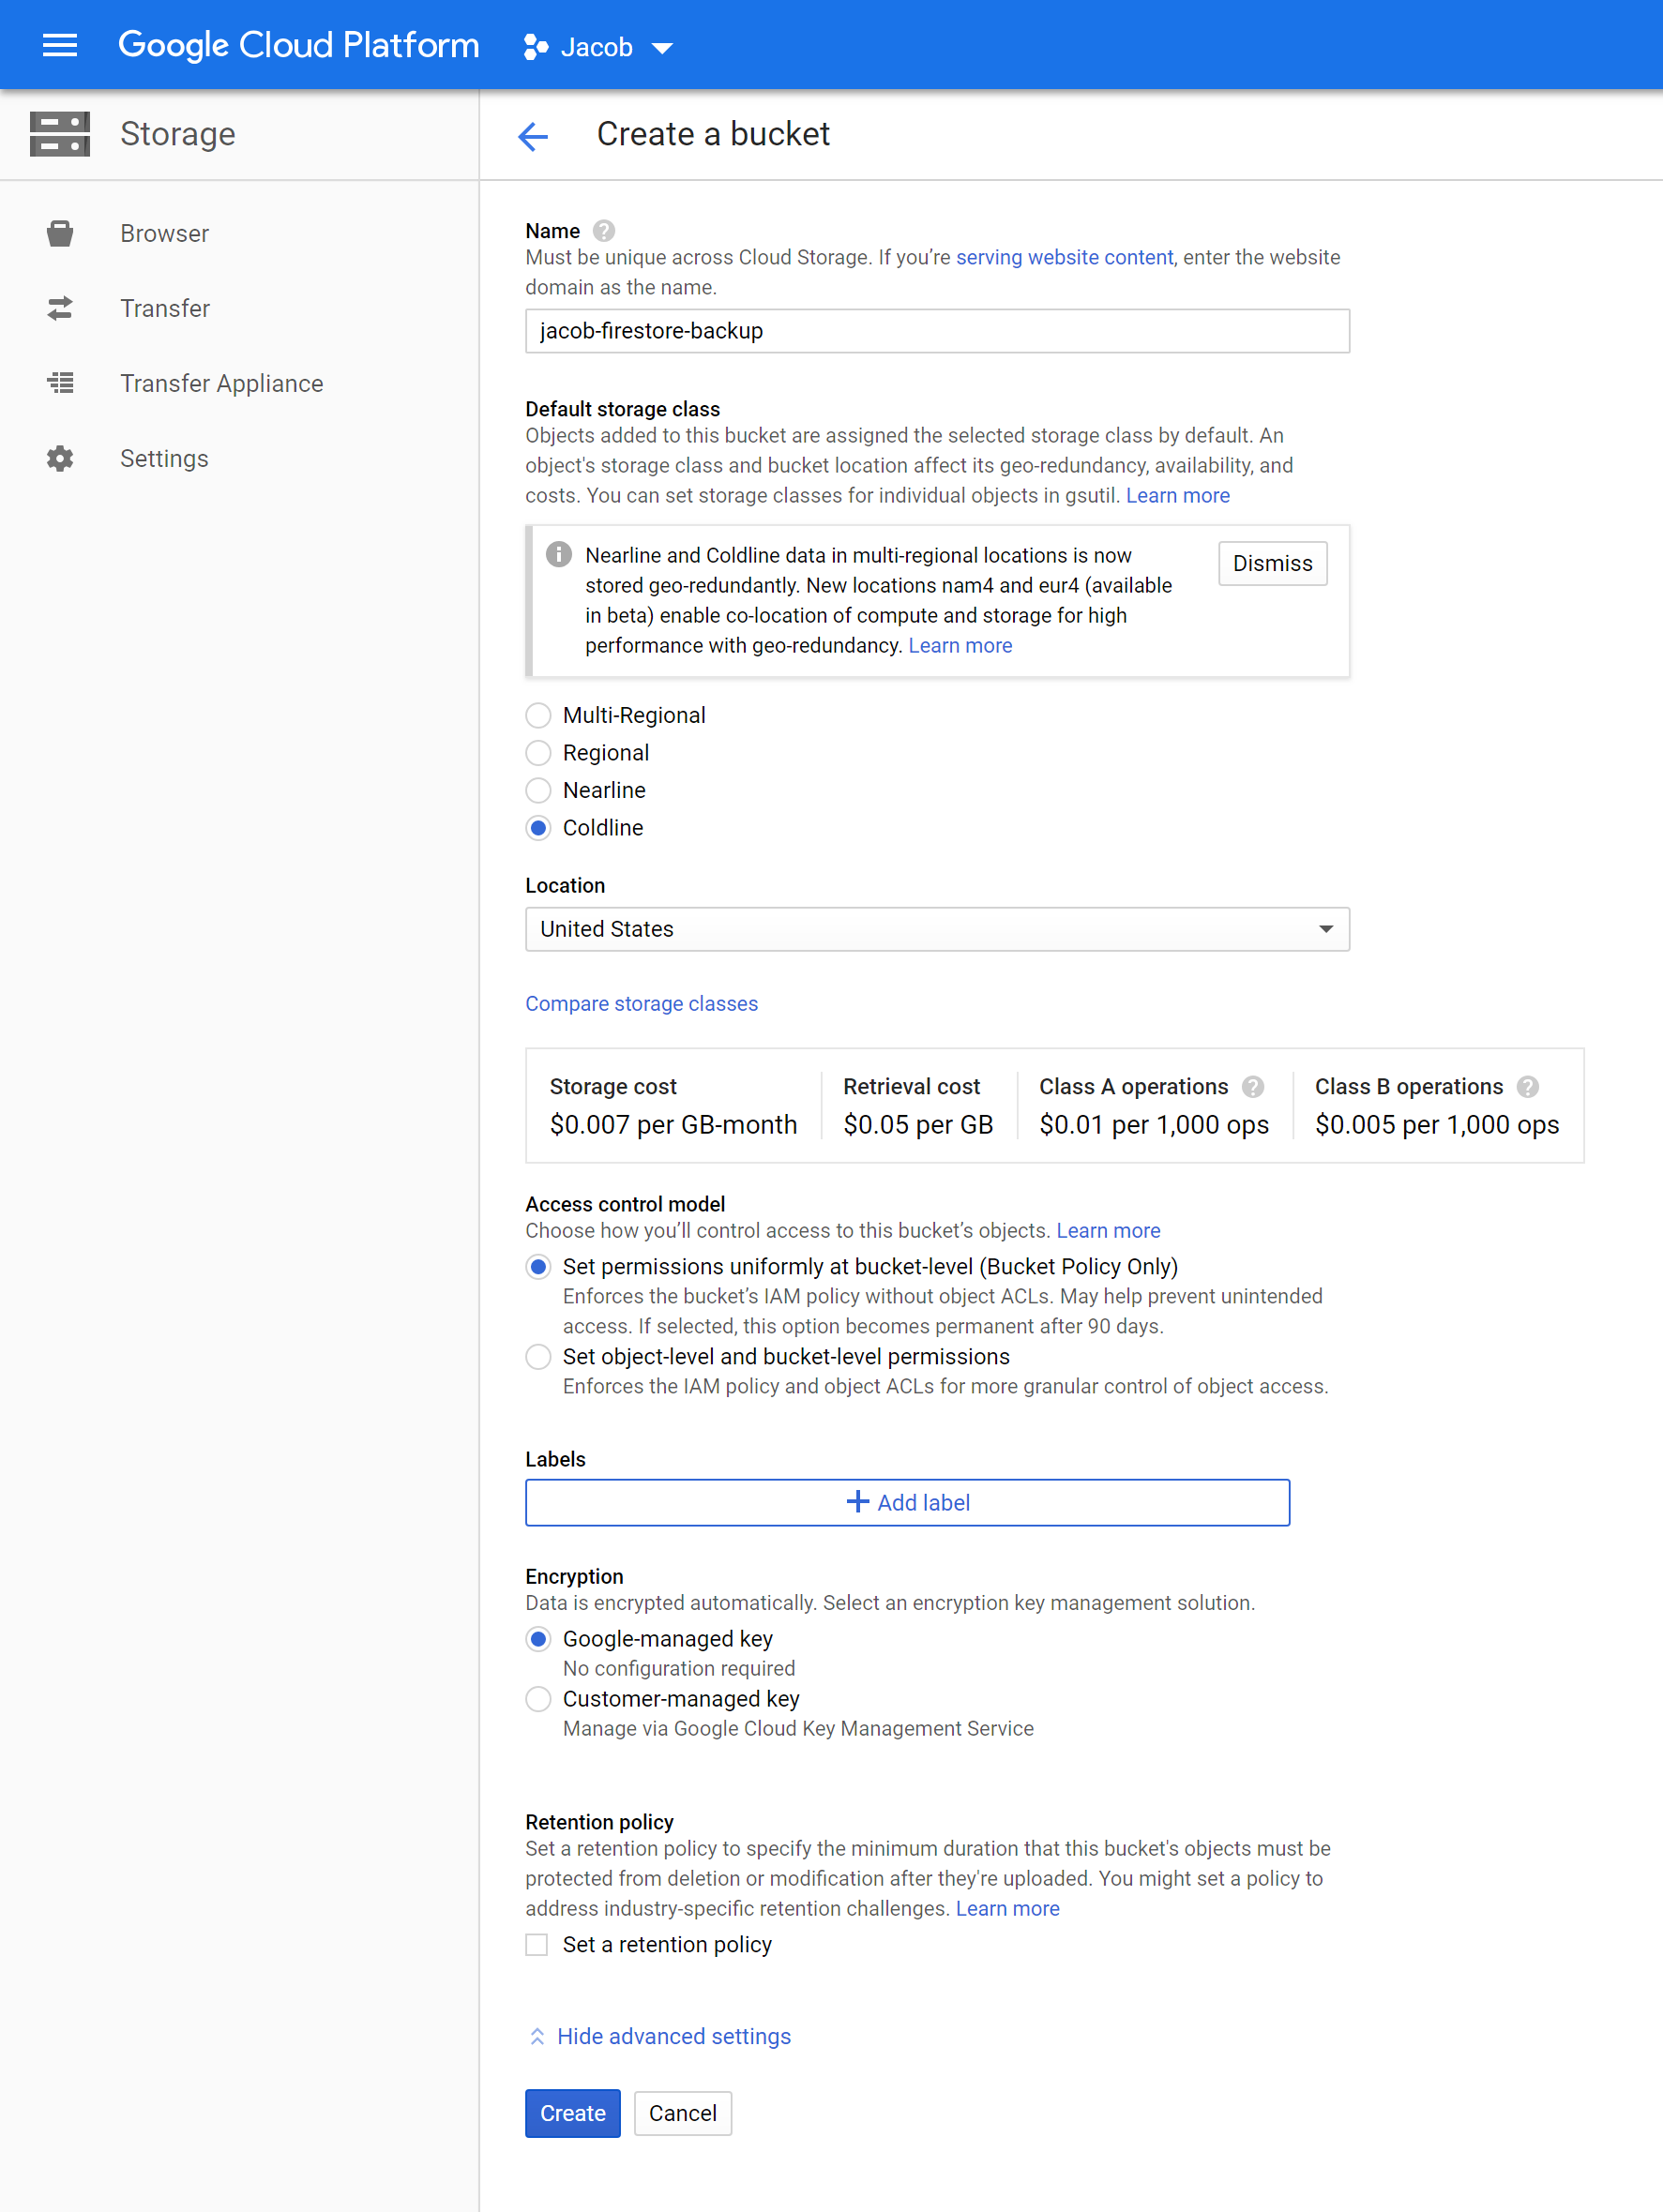 Google Cloud Platform
Jacob
Storage
Create a bucket
Browser
Transfer
Transfer Appliance
Settings
Name
Must be unique across Cloud Storage. If you’re serving website content, enter the website
domain as the name.
jacob-firestore-backup
Default storage class
Objects added to this bucket are assigned the selected storage class by default. An
object's storage class and bucket location affect its geo-redundancy, availability, and
costs. You can set storage classes for individual objects in gsutil. Learn more
Nearline and Coldline data in multi-regional locations is now
stored geo-redundantly. New locations nam4 and eur4 (available
in beta) enable co-location of compute and storage for high
performance with geo-redundancy. Learn more
Dismiss
Multi-Regional
Regional
Nearline
Coldline
Location
United States
Compare storage classes
Storage cost
$0.007 per GB-month
Retrieval cost
$0.05 per GB
Class A operations
$0.01 per 1,000 ops
Class B operations
$0.005 per 1,000 ops
Access control model
Choose how you’ll control access to this bucket’s objects. Learn more
Set permissions uniformly at bucket-level (Bucket Policy Only)
Enforces the bucket’s IAM policy without object ACLs. May help prevent unintended
access. If selected, this option becomes permanent after 90 days.
Set object-level and bucket-level permissions
Enforces the IAM policy and object ACLs for more granular control of object access.
Labels
Add label
Encryption
Data is encrypted automatically. Select an encryption key management solution.
Google-managed key
No configuration required
Customer-managed key
Manage via Google Cloud Key Management Service
Retention policy
Set a retention policy to specify the minimum duration that this bucket's objects must be
protected from deletion or modification after they're uploaded. You might set a policy to
address industry-specific retention challenges. Learn more
Set a retention policy
Hide advanced settings
Create
Cancel